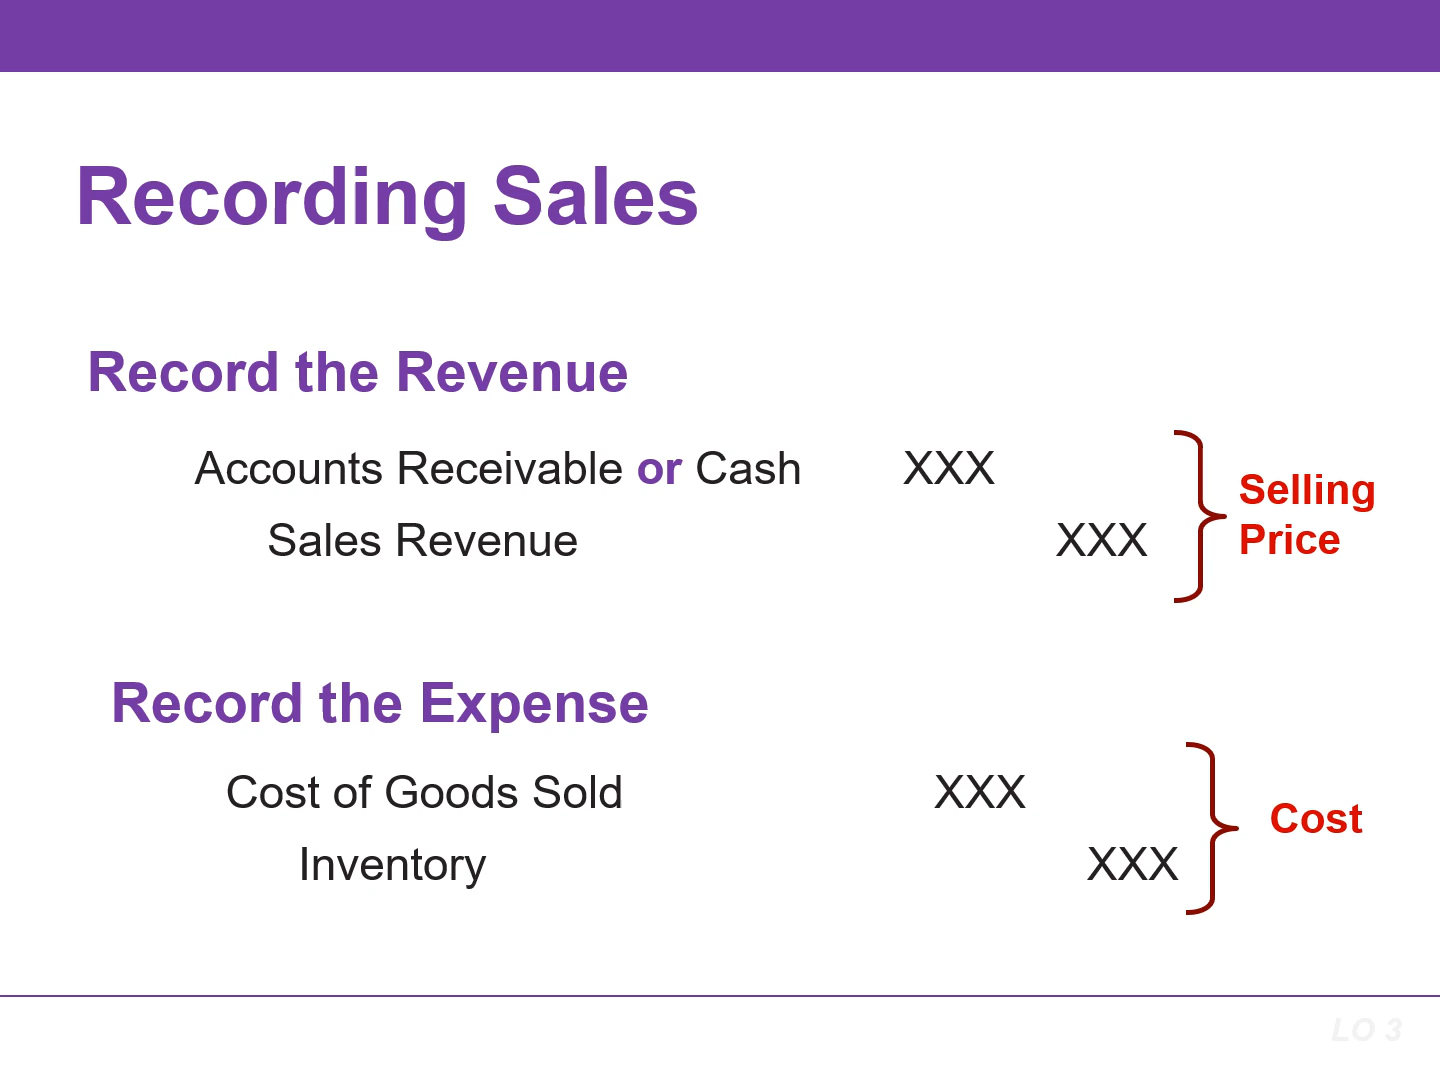 Recording Sales
Record the Revenue
Accounts Receivable or Cash XXX
Sales Revenue XXX
Selling
Price
Record the Expense
Cost of Goods Sold XXX
Inventory XXX
Cost
LO 3